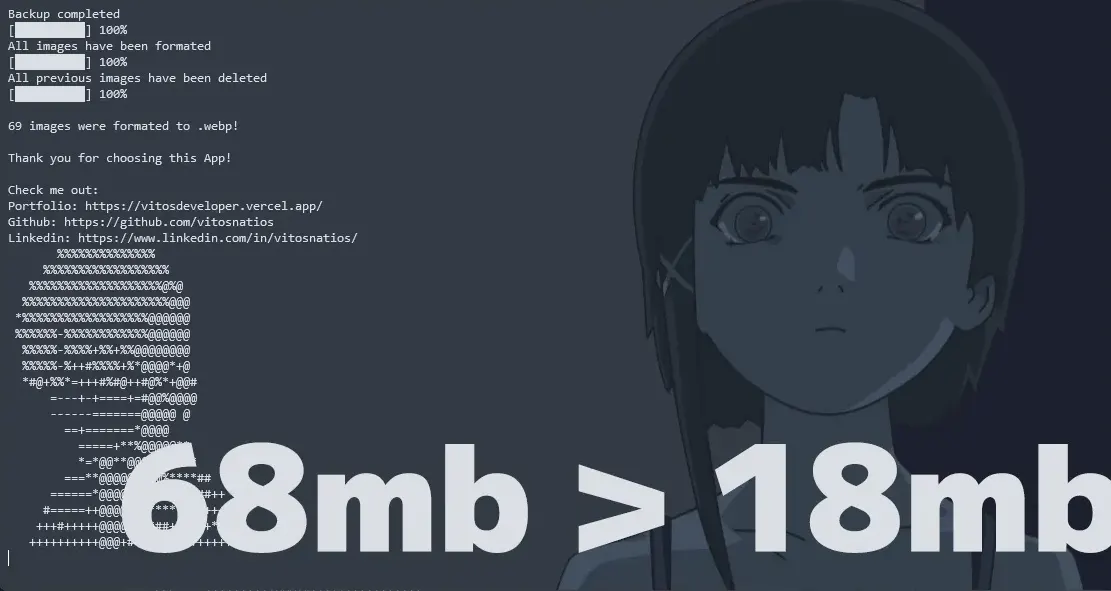 Backup completed
[██████████] 100%
All images have been formated
[██████████] 100%
All previous images have been deleted
[██████████] 100%
69 images were formated to .webp!
Thank you for choosing this App!
Check me out:
Portfolio: https://vitosdeveloper.vercel.app/
Github: https://github.com/vitosnatios
Linkedin: https://www.linkedin.com/in/vitosnatios/
68mb > 18mb